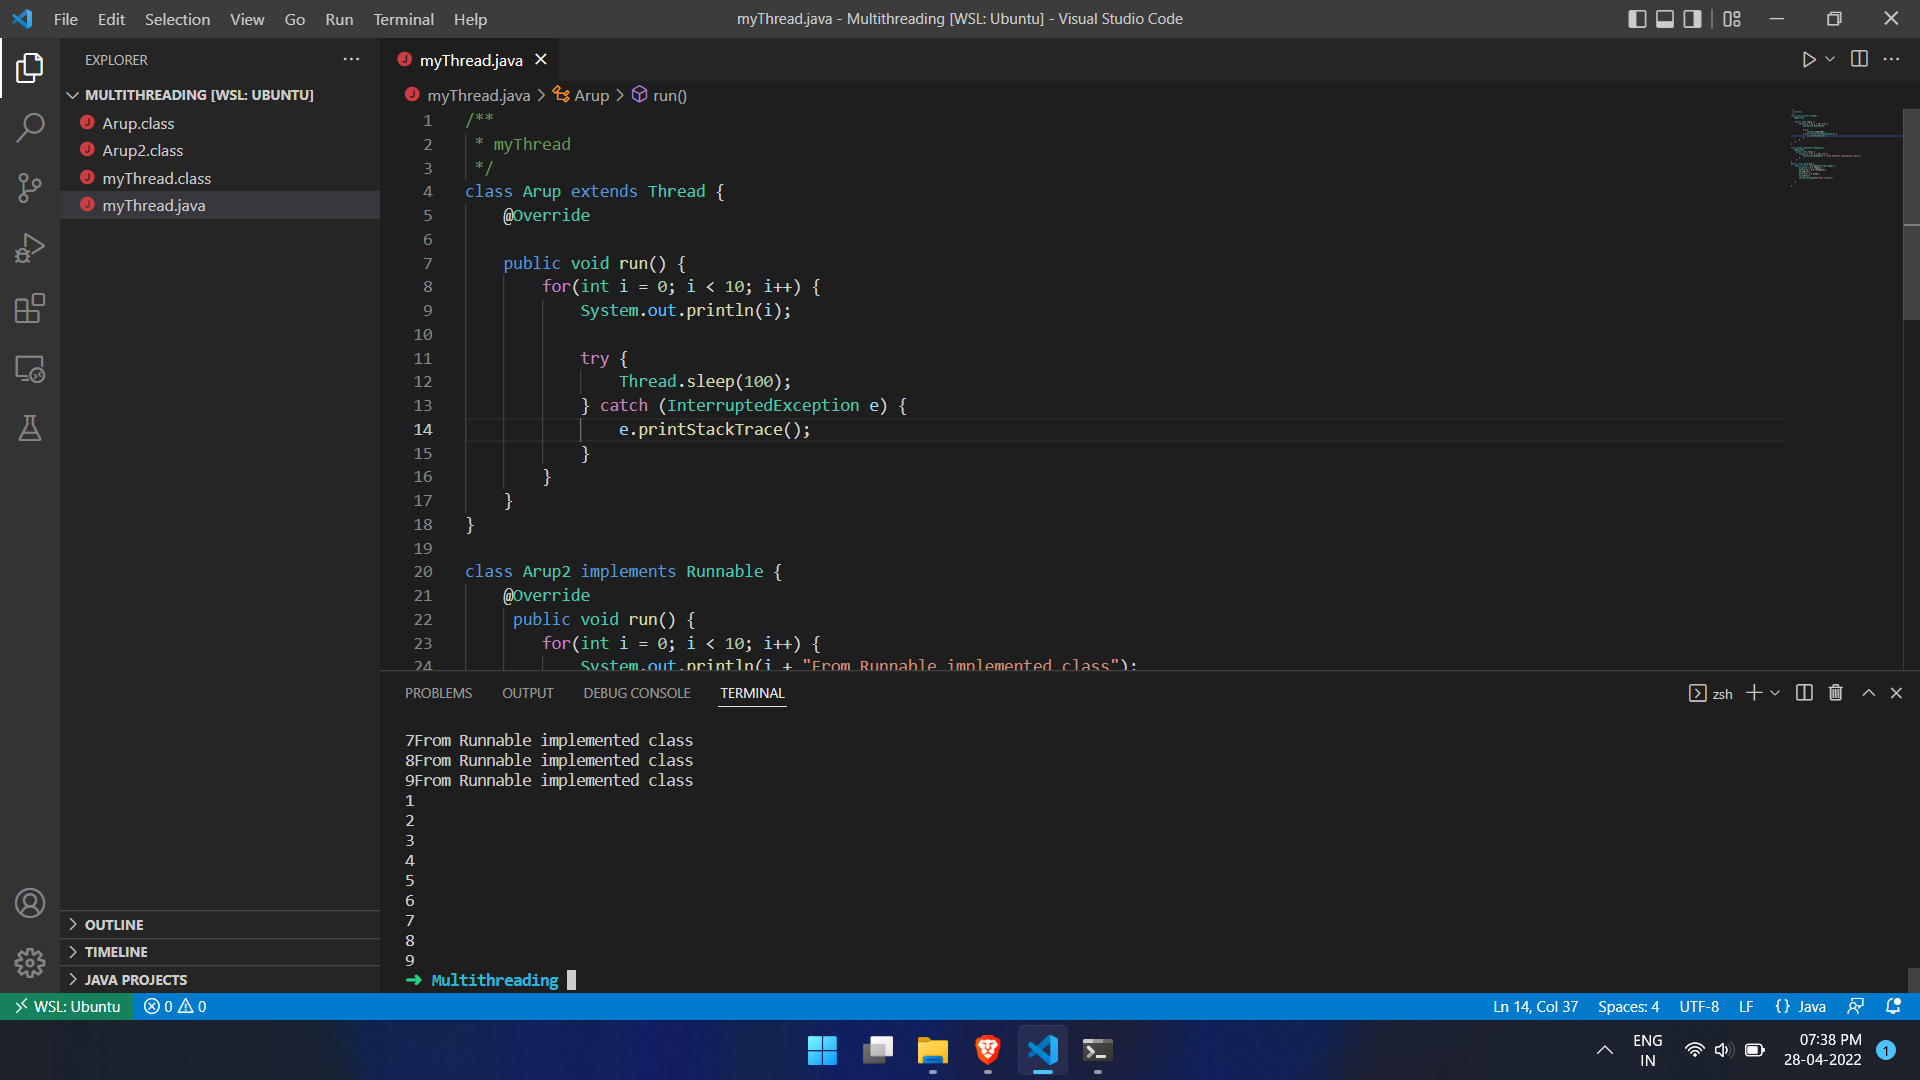 File Edit Selection View Go Run Terminal Help
myThread.java - Multithreading [WSL: Ubuntu] - Visual Studio Code
EXPLORER
MULTITHREADING [WSL: UBUNTU]
Arup.class
Arup2.class
myThread.class
myThread.java
OUTLINE
TIMELINE
JAVA PROJECTS
myThread.java
myThread.java > Arup > run()
1 /**
2 * myThread
3 */
4 class Arup extends Thread {
5 @Override
6
7 public void run() {
8 for(int i = 0; i < 10; i++) {
9 System.out.println(i);
10
11 try {
12 Thread.sleep(100);
13 } catch (InterruptedException e) {
14 e.printStackTrace();
15 }
16 }
17 }
18 }
19
20 class Arup2 implements Runnable {
21 @Override
22 public void run() {
23 for(int i = 0; i < 10; i++) {
24 System.out.println(i + "From Runnable implemented class");
PROBLEMS OUTPUT DEBUG CONSOLE TERMINAL
zsh
7From Runnable implemented class
8From Runnable implemented class
9From Runnable implemented class
1
2
3
4
5
6
7
8
9
➜ Multithreading
WSL: Ubuntu 0 0
Ln 14, Col 37 Spaces: 4 UTF-8 LF {} Java
ENG
IN
07:38 PM
28-04-2022
1